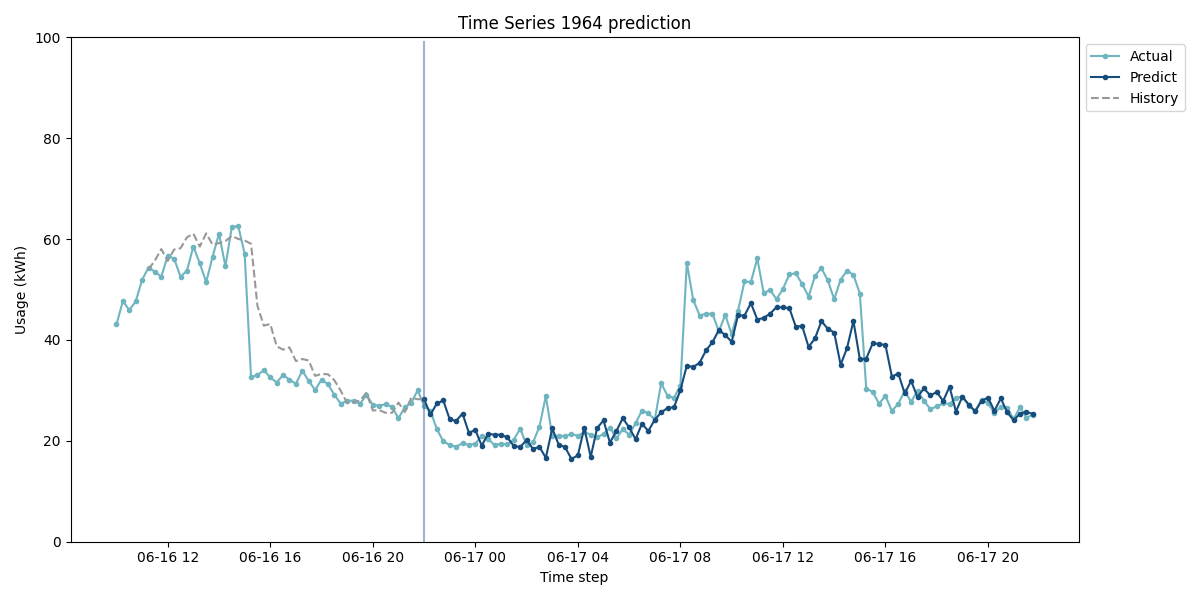 Time Series 1964 prediction
100
80
60
40
20
0
Usage (kWh)
06-16 12
06-16 16
06-16 20
06-17 00
06-17 04
06-17 08
06-17 12
06-17 16
06-17 20
Time step
Actual
Predict
History